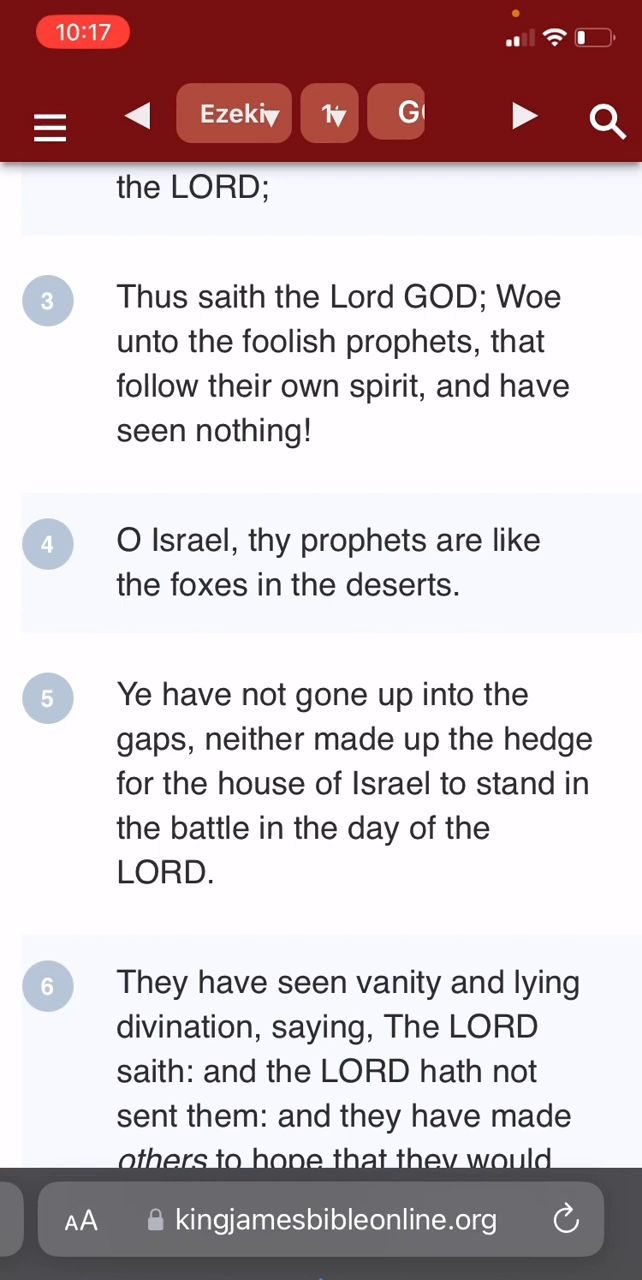 10:17
Ezeki
1
G
the LORD;
3
Thus saith the Lord GOD; Woe
unto the foolish prophets, that
follow their own spirit, and have
seen nothing!
4
O Israel, thy prophets are like
the foxes in the deserts.
5
Ye have not gone up into the
gaps, neither made up the hedge
for the house of Israel to stand in
the battle in the day of the
LORD.
6
They have seen vanity and lying
divination, saying, The LORD
saith: and the LORD hath not
sent them: and they have made
others to hope that they would
AA kingjamesbibleonline.org